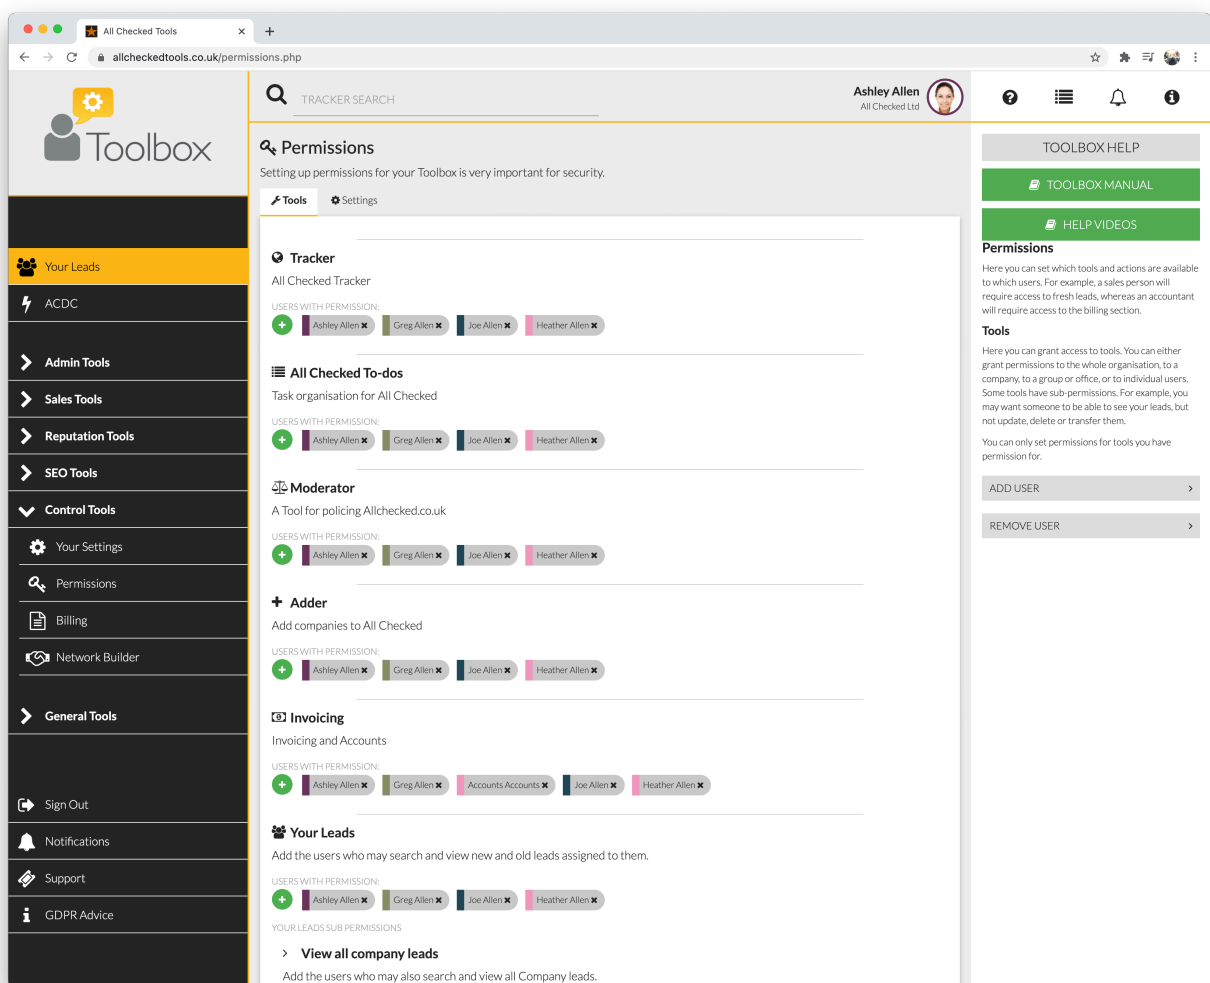 All Checked Tools
allcheckedtools.co.uk/permissions.php
Toolbox
TRACKER SEARCH
Ashley Allen
All Checked Ltd
Your Leads
ACDC
Admin Tools
Sales Tools
Reputation Tools
SEO Tools
Control Tools
Your Settings
Permissions
Billing
Network Builder
General Tools
Sign Out
Notifications
Support
GDPR Advice
Permissions
Setting up permissions for your Toolbox is very important for security.
Tools Settings
Tracker
All Checked Tracker
USERS WITH PERMISSION:
Ashley Allen Greg Allen Joe Allen Heather Allen
All Checked To-dos
Task organisation for All Checked
USERS WITH PERMISSION:
Ashley Allen Greg Allen Joe Allen Heather Allen
Moderator
A Tool for policing Allchecked.co.uk
USERS WITH PERMISSION:
Ashley Allen Greg Allen Joe Allen Heather Allen
Adder
Add companies to All Checked
USERS WITH PERMISSION:
Ashley Allen Greg Allen Joe Allen Heather Allen
Invoicing
Invoicing and Accounts
USERS WITH PERMISSION:
Ashley Allen Greg Allen Accounts Accounts Joe Allen Heather Allen
Your Leads
Add the users who may search and view new and old leads assigned to them.
USERS WITH PERMISSION:
Ashley Allen Greg Allen Joe Allen Heather Allen
YOUR LEADS SUB PERMISSIONS
View all company leads
Add the users who may also search and view all Company leads.
TOOLBOX HELP
TOOLBOX MANUAL
HELP VIDEOS
Permissions
Here you can set which tools and actions are available
to which users. For example, a sales person will
require access to fresh leads, whereas an accountant
will require access to the billing section.
Tools
Here you can grant access to tools. You can either
grant permissions to the whole organisation, to a
company, to a group or office, or to individual users.
Some tools have sub-permissions. For example, you
may want someone to be able to see your leads, but
not update, delete or transfer them.
You can only set permissions for tools you have
permission for.
ADD USER
REMOVE USER